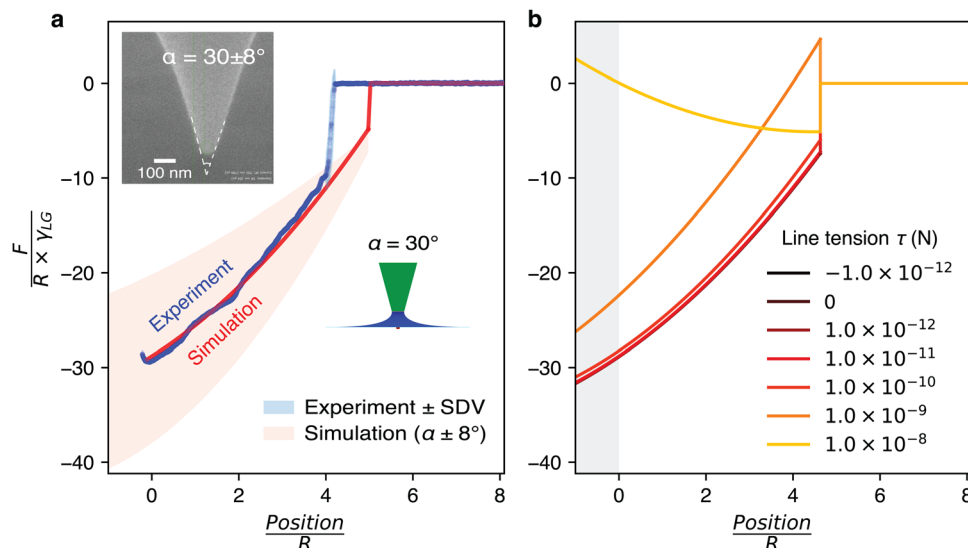 a
α = 30±8°
100 nm
0
−10
−20
−30
−40
F
R × γLG
Experiment
Simulation
α = 30°
Experiment ± SDV
Simulation (α ± 8°)
0
2
4
6
8
Position
R
b
0
−10
−20
−30
−40
Line tension τ (N)
−1.0 × 10⁻¹²
0
1.0 × 10⁻¹²
1.0 × 10⁻¹¹
1.0 × 10⁻¹⁰
1.0 × 10⁻⁹
1.0 × 10⁻⁸
0
2
4
6
8
Position
R